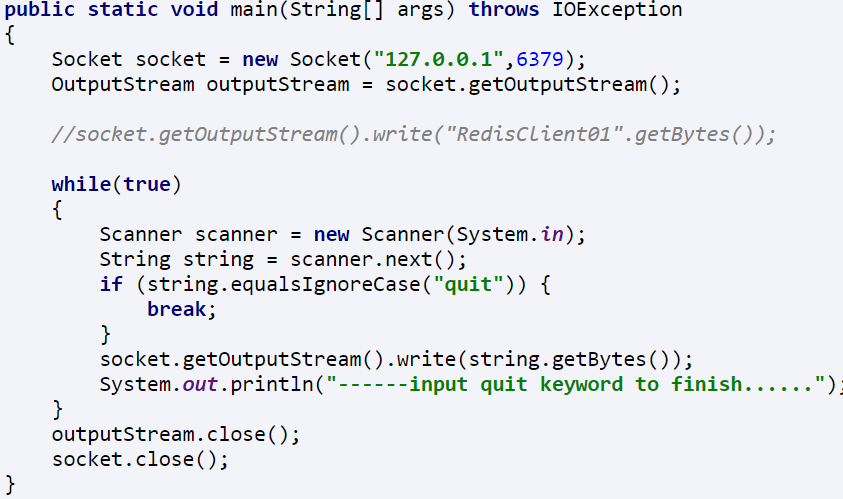 public static void main(String[] args) throws IOException
{
    Socket socket = new Socket("127.0.0.1",6379);
    OutputStream outputStream = socket.getOutputStream();

    //socket.getOutputStream().write("RedisClient01".getBytes());

    while(true)
    {
        Scanner scanner = new Scanner(System.in);
        String string = scanner.next();
        if (string.equalsIgnoreCase("quit")) {
            break;
        }
        socket.getOutputStream().write(string.getBytes());
        System.out.println("------input quit keyword to finish......");
    }
    outputStream.close();
    socket.close();
}